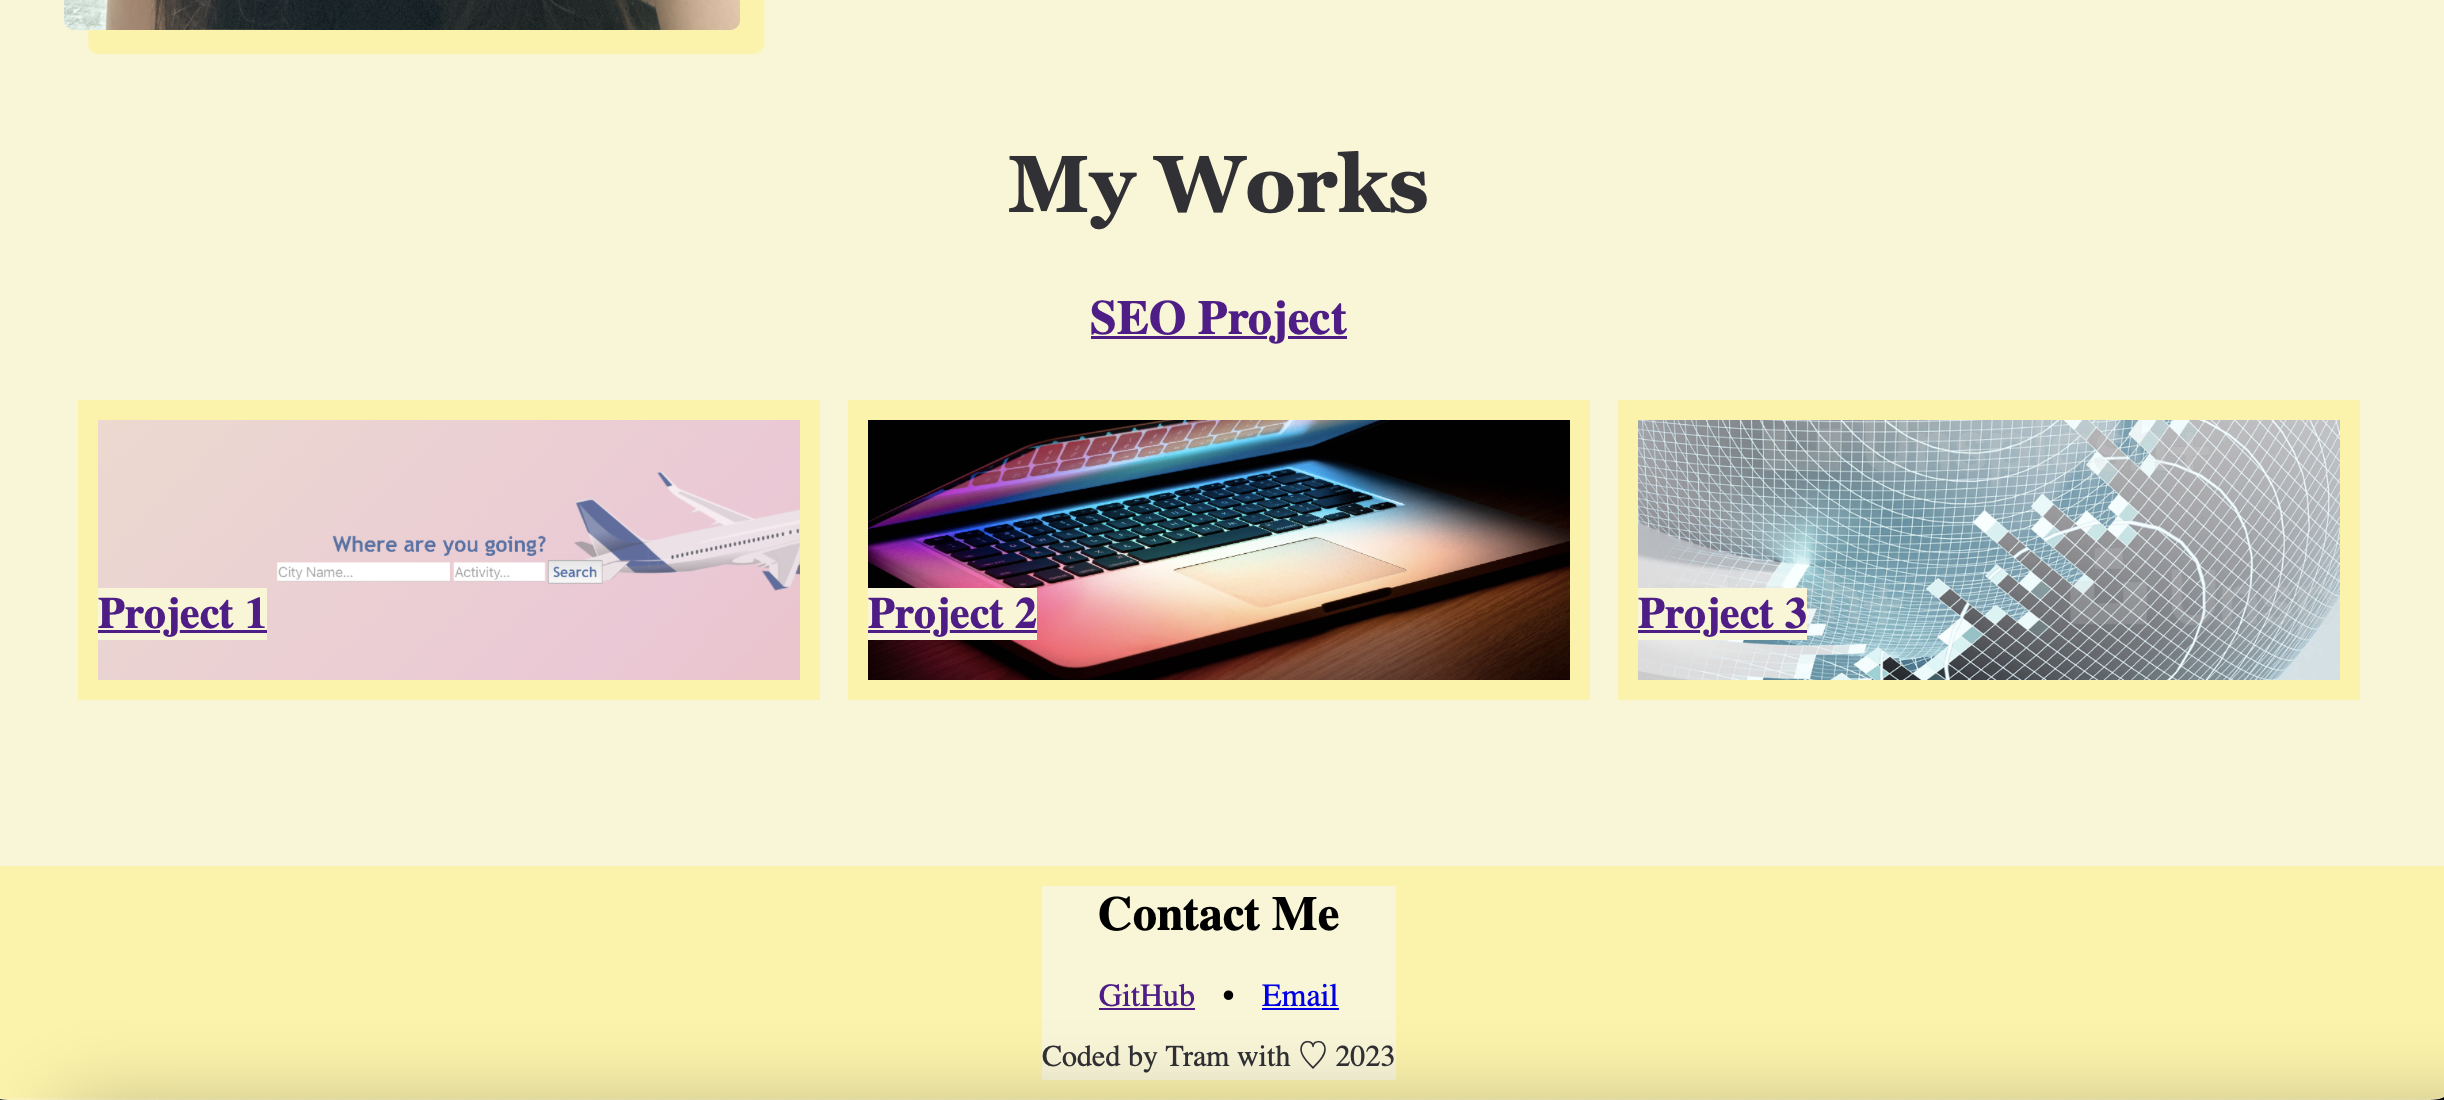 My Works
SEO Project
Where are you going?
City Name... Activity... Search
Project 1
Project 2
Project 3
Contact Me
GitHub • Email
Coded by Tram with ♡ 2023